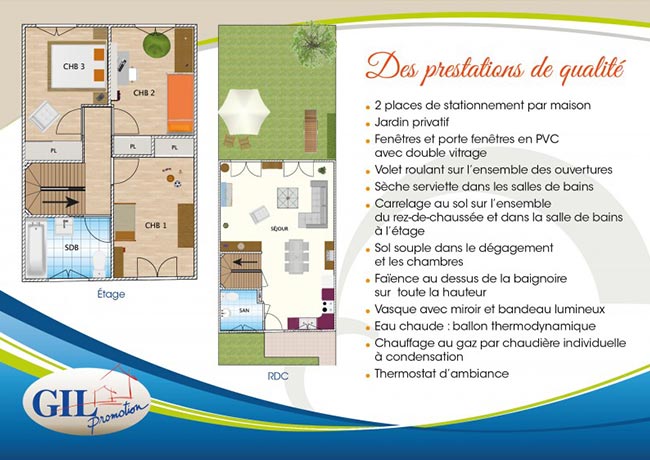 CHB 3
CHB 2
PL
PL
PL
CHB 1
SDB
Étage
SÉJOUR
SAN
RDC
Des prestations de qualité
2 places de stationnement par maison
Jardin privatif
Fenêtres et porte fenêtres en PVC
avec double vitrage
Volet roulant sur l'ensemble des ouvertures
Sèche serviette dans les salles de bains
Carrelage au sol sur l'ensemble
du rez-de-chaussée et dans la salle de bains
à l'étage
Sol souple dans le dégagement
et les chambres
Faïence au dessus de la baignoire
sur toute la hauteur
Vasque avec miroir et bandeau lumineux
Eau chaude : ballon thermodynamique
Chauffage au gaz par chaudière individuelle
à condensation
Thermostat d'ambiance
GIL
promotion